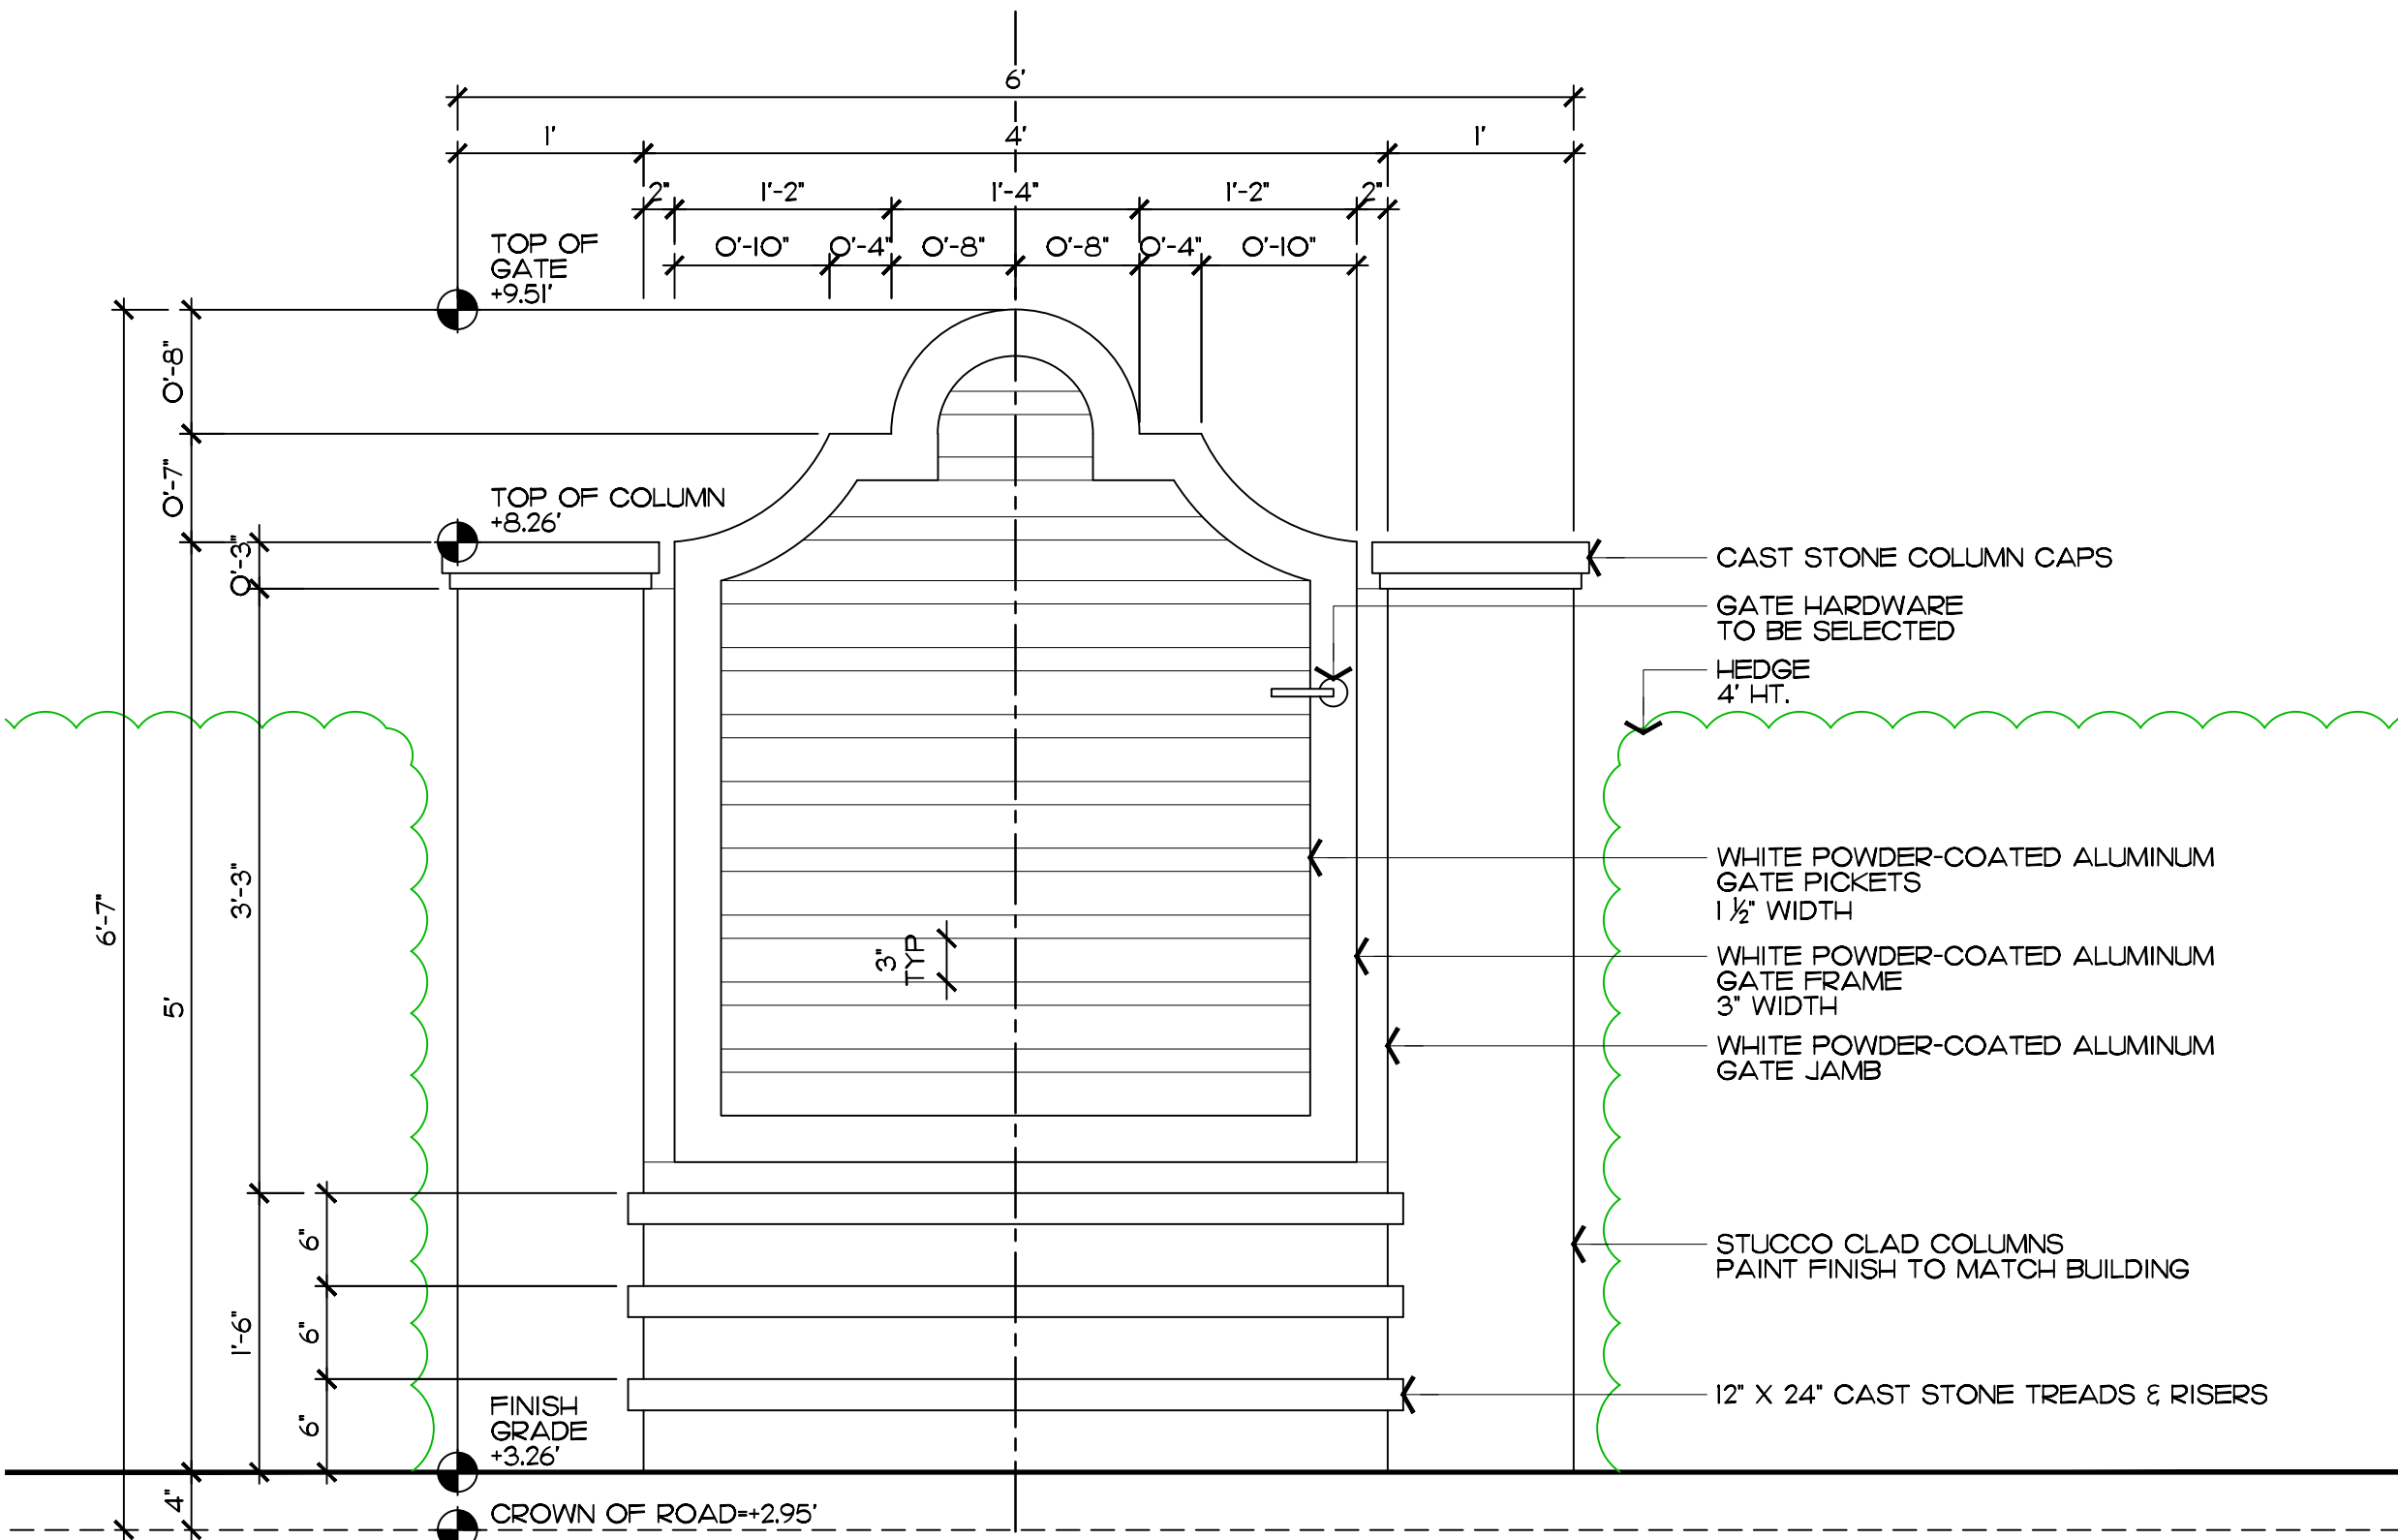 6'
1' 4' 1'
2" 1'-2" 1'-4" 1'-2" 2"
0'-10" 0'-4" 0'-8" 0'-8" 0'-4" 0'-10"
TOP OF
GATE
+9.51'
0'-8"
0'-7"
TOP OF COLUMN
+8.26'
0'-3"
CAST STONE COLUMN CAPS
GATE HARDWARE
TO BE SELECTED
HEDGE
4' HT.
WHITE POWDER-COATED ALUMINUM
GATE PICKETS
1 ½" WIDTH
3'-3"
6'-7"
3"
TYP
WHITE POWDER-COATED ALUMINUM
GATE FRAME
3" WIDTH
5'
WHITE POWDER-COATED ALUMINUM
GATE JAMB
6"
STUCCO CLAD COLUMNS
PAINT FINISH TO MATCH BUILDING
1'-6"
6"
12" X 24" CAST STONE TREADS & RISERS
6"
FINISH
GRADE
+3.26'
4"
CROWN OF ROAD=+2.95'